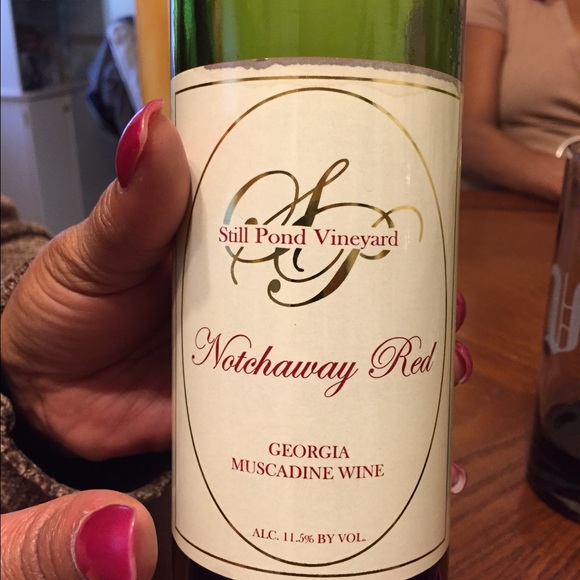 SP
Still Pond Vineyard
Notchaway Red
GEORGIA
MUSCADINE WINE
ALC. 11.5% BY VOL.